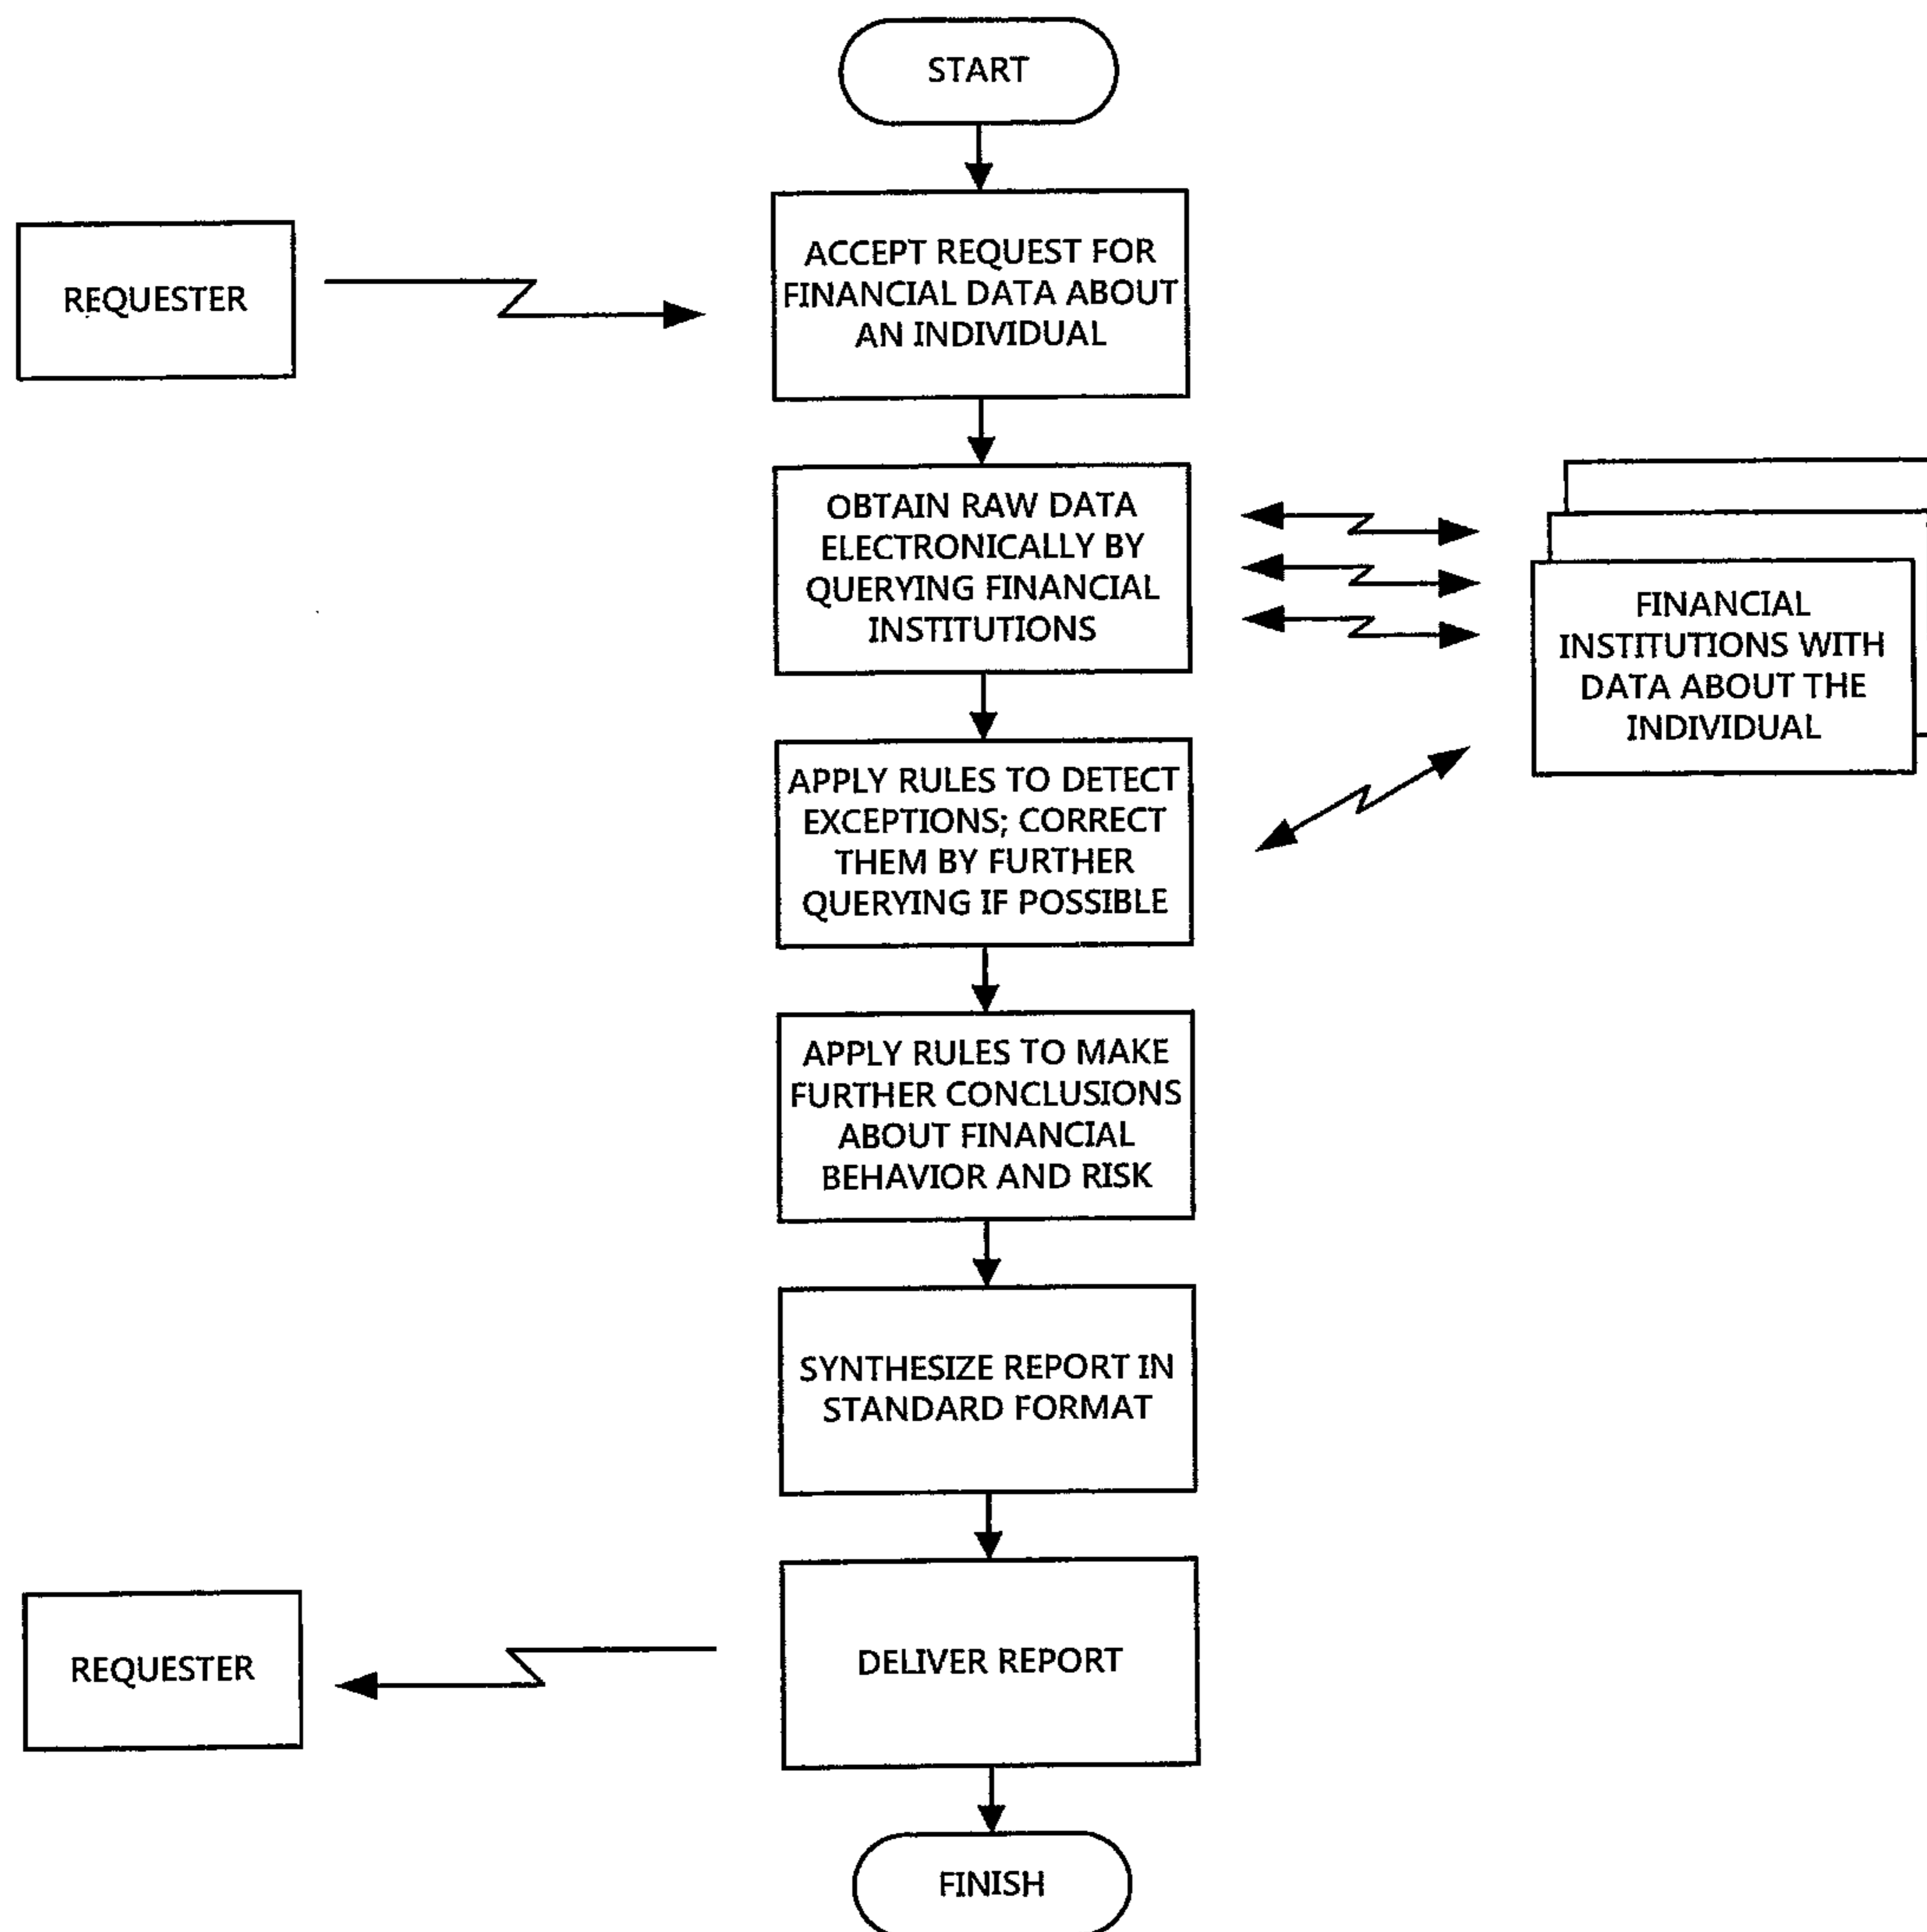 START
REQUESTER
ACCEPT REQUEST FOR
FINANCIAL DATA ABOUT
AN INDIVIDUAL
OBTAIN RAW DATA
ELECTRONICALLY BY
QUERYING FINANCIAL
INSTITUTIONS
FINANCIAL
INSTITUTIONS WITH
DATA ABOUT THE
INDIVIDUAL
APPLY RULES TO DETECT
EXCEPTIONS; CORRECT
THEM BY FURTHER
QUERYING IF POSSIBLE
APPLY RULES TO MAKE
FURTHER CONCLUSIONS
ABOUT FINANCIAL
BEHAVIOR AND RISK
SYNTHESIZE REPORT IN
STANDARD FORMAT
REQUESTER
DELIVER REPORT
FINISH